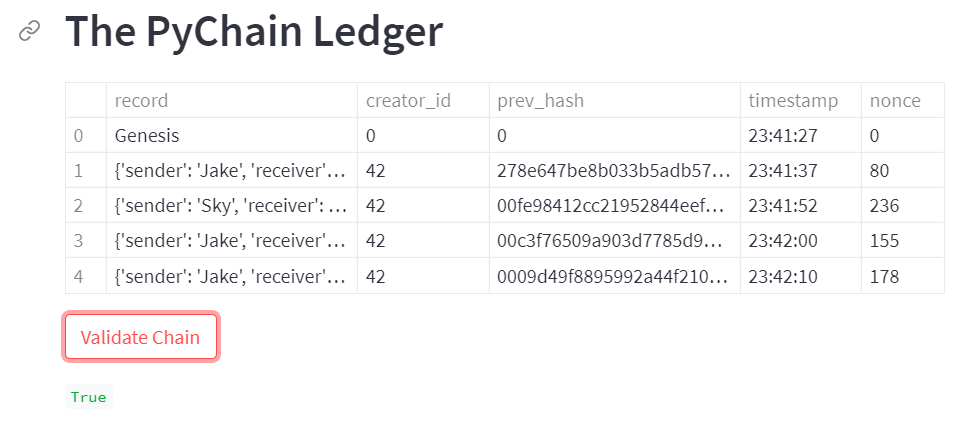 The PyChain Ledger
record creator_id prev_hash timestamp nonce
0 Genesis 0 0 23:41:27 0
1 {'sender': 'Jake', 'receiver'... 42 278e647be8b033b5adb57... 23:41:37 80
2 {'sender': 'Sky', 'receiver': ... 42 00fe98412cc21952844eef... 23:41:52 236
3 {'sender': 'Jake', 'receiver'... 42 00c3f76509a903d7785d9... 23:42:00 155
4 {'sender': 'Jake', 'receiver'... 42 0009d49f8895992a44f210... 23:42:10 178
Validate Chain
True